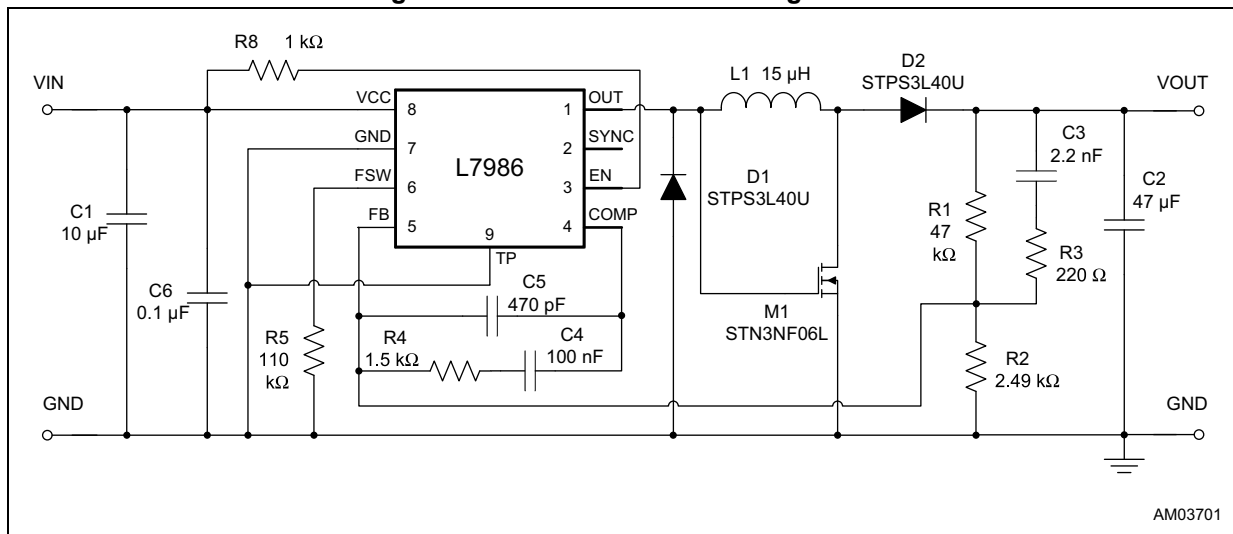 R8 1 kΩ
VIN
C1
10 µF
C6
0.1 µF
GND
VCC
GND
FSW
FB
8
7
6
5
L7986
9
TP
1
2
3
4
OUT
SYNC
EN
COMP
R5
110
kΩ
C5
470 pF
R4
1.5 kΩ
C4
100 nF
D1
STPS3L40U
L1 15 µH
M1
STN3NF06L
D2
STPS3L40U
R1
47
kΩ
C3
2.2 nF
R3
220 Ω
R2
2.49 kΩ
C2
47 µF
VOUT
GND
AM03701